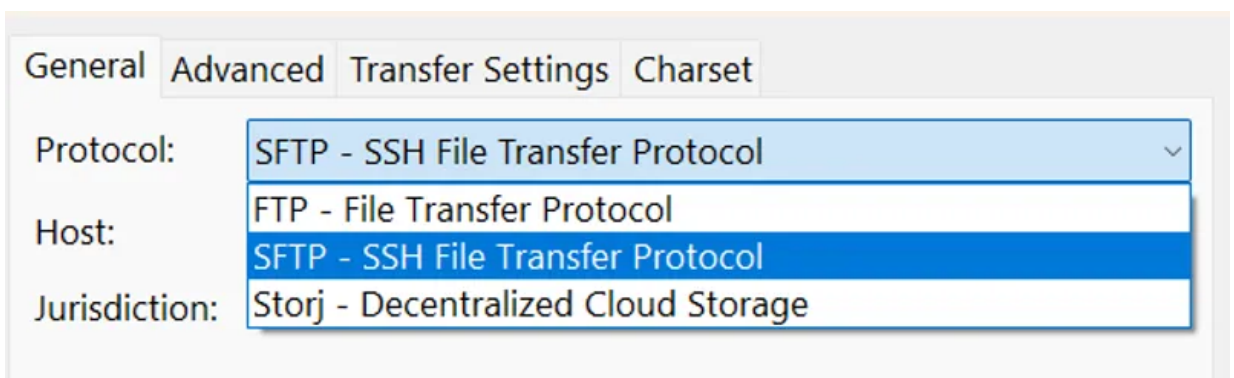 General Advanced Transfer Settings Charset
Protocol: SFTP - SSH File Transfer Protocol
FTP - File Transfer Protocol
Host:
SFTP - SSH File Transfer Protocol
Jurisdiction: Storj - Decentralized Cloud Storage